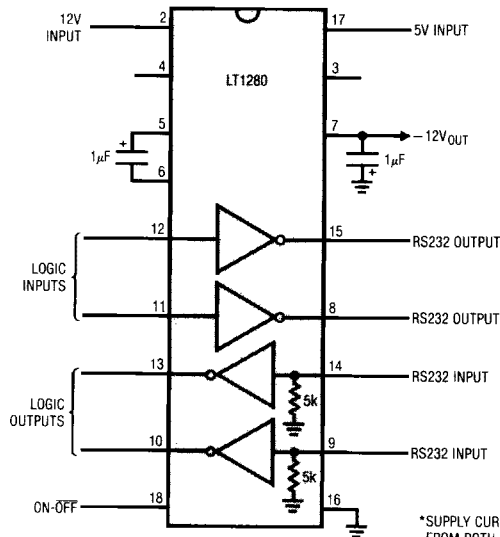 12V
INPUT
2
17
5V INPUT
4
LT1280
3
5
7
−12VOUT
+
1µF
1µF
+
6
12
15
RS232 OUTPUT
LOGIC
INPUTS
11
8
RS232 OUTPUT
13
14
RS232 INPUT
5k
LOGIC
OUTPUTS
10
9
RS232 INPUT
5k
ON-OFF
18
16
*SUPPLY CUR
FROM BOTH